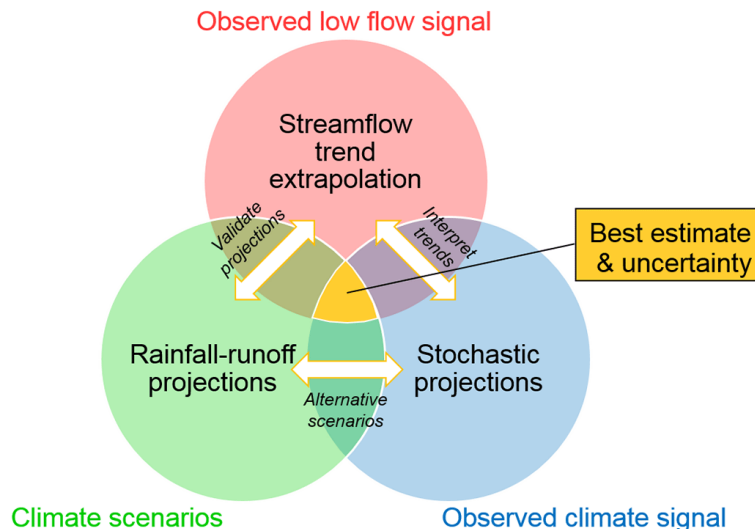 Observed low flow signal
Streamflow
trend
extrapolation
Validate
projections
Interpret
trends
Best estimate
& uncertainty
Rainfall-runoff
projections
Stochastic
projections
Alternative
scenarios
Climate scenarios
Observed climate signal